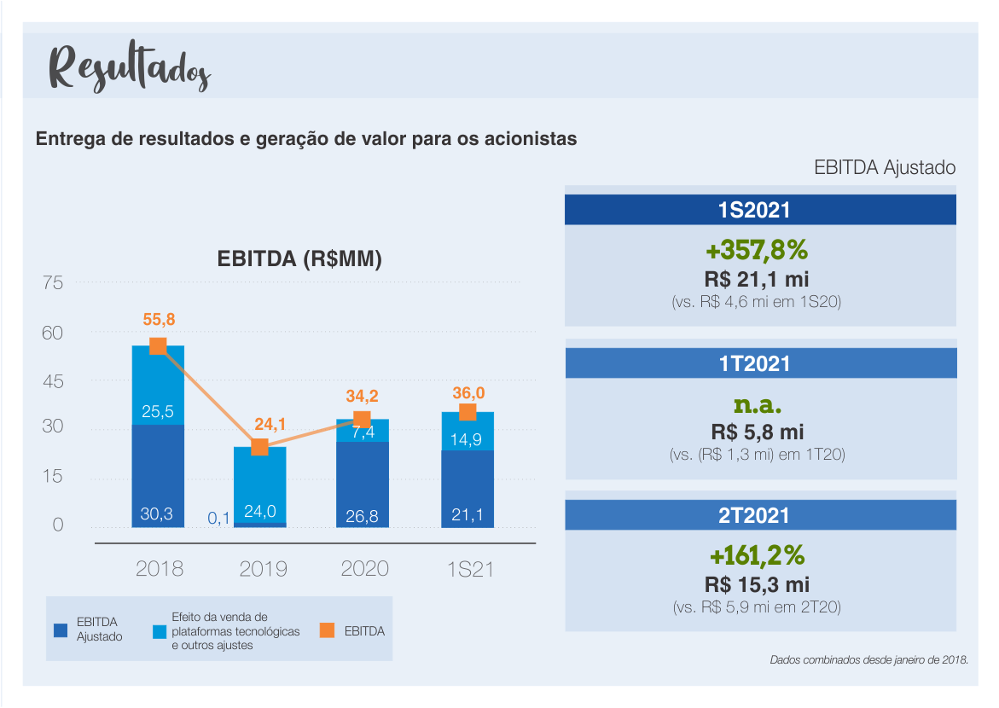 Resultados
Entrega de resultados e geração de valor para os acionistas
EBITDA (R$MM)
75
60
45
30
15
0
55,8
25,5
30,3
24,1
0,1
24,0
34,2
7,4
26,8
36,0
14,9
21,1
2018
2019
2020
1S21
EBITDA
Ajustado
Efeito da venda de
plataformas tecnológicas
e outros ajustes
EBITDA
EBITDA Ajustado
1S2021
+357,8%
R$ 21,1 mi
(vs. R$ 4,6 mi em 1S20)
1T2021
n.a.
R$ 5,8 mi
(vs. (R$ 1,3 mi) em 1T20)
2T2021
+161,2%
R$ 15,3 mi
(vs. R$ 5,9 mi em 2T20)
Dados combinados desde janeiro de 2018.